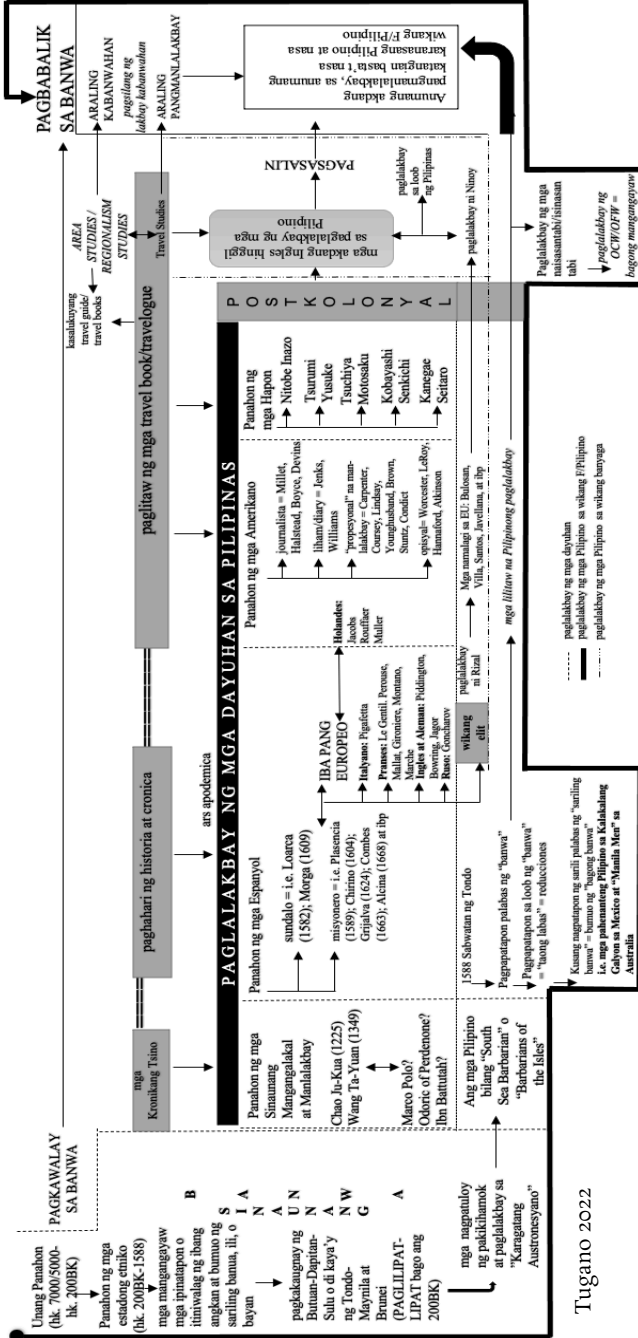 Unang Panahon
(hk. 7000/5000-
hk. 200BK)
Panahon ng mga
estadong etniko
(hk. 200BK-1588)
mga mangangayaw
mga ipinatapon o
itiniwalag ng ibang
angkan at bumuo ng
sariling banua, ili, o
bayan
pagkakaugnay ng
Butuan-Dapitan-
Sulu o di kaya'y
ng Tondo-
Maynila at
Brunei
(PAGLILIPAT-
LIPAT bago ang
200BK)
mga nagpatuloy
ng pakikihamok
at paglalakbay sa
"Karagatang
Austronesyano"
SINAUNANG
BANWA
PAGKAWALAY
SA BANWA
PAGBABALIK
SA BANWA
mga
Kronikang Tsino
paghahari ng historia at cronica
paglitaw ng mga travel book/travelogue
ars apodemica
kasalukuyang
travel guide/
travel books
AREA
STUDIES /
REGIONALISM
STUDIES
Travel Studies
ARALING
KABANWAHAN
pagsilang ng
lakbay kabanwahan
ARALING
PANGMANLALAKBAY
PAGLALAKBAY NG MGA DAYUHAN SA PILIPINAS
POSTKOLONYAL
Panahon ng mga
Sinaunang
Mangangalakal
at Manlalakbay
Chao Ju-Kua (1225)
Wang Ta-Yuan (1349)
Marco Polo?
Odoric of Perdenone?
Ibn Battutah?
Ang mga Pilipino
bilang "South
Sea Barbarian" o
"Barbarians of
the Isles"
Panahon ng mga Espanyol
sundalo = i.e. Loarca
(1582); Morga (1609)
misyonero = i.e. Plasencia
(1589); Chirino (1604);
Grijalva (1624); Combes
(1663); Alcina (1668) at ibp
IBA PANG
EUROPEO
Holandes:
Jacobs
Rouffaer
Muller
Italyano: Pigafetta
Pranses: Le Gentil. Perouse,
Mallat, Gironiere, Montano,
Marche
Ingles at Aleman: Piddington,
Bowring, Jagor
Ruso: Goncharov
Panahon ng mga Amerikano
journalista = Millet,
Halstead, Boyce, Devins
liham/diary = Jenks,
Williams
"propesyonal" na man-
lalakbay = Carpenter,
Coursey, Lindsay,
Younghusband, Brown,
Stuntz, Condict
opisyal= Worcester, LeRoy,
Hannaford, Atkinson
Panahon ng
mga Hapon
Nitobe Inazo
Tsurumi
Yusuke
Tsuchiya
Motosaku
Kobayashi
Senkichi
Kanegae
Seitaro
mga akdang Ingles hinggil
sa paglalakbay ng mga
Pilipino
PAGSASALIN
Anumang akdang
pangmanlalakbay, sa anumang
katangian basta't nasa
karanasang Pilipino at nasa
wikang F/Pilipino
paglalakbay
sa loob
ng Pilipinas
paglalakbay ni Ninoy
1588 Sabwatan ng Tondo
wikang
elit
paglalakbay
ni Rizal
Mga namalagi sa EU: Bulosan,
Villa, Santos, Javellana, at ibp
Pagpapatapon palabas ng "banwa"
mga lilitaw na Pilipinong paglalakbay
Pagpapatapon sa loob ng "banwa"
= "taong labas" = reducciones
Kusang nagpatapon ng sarili palabas ng "sariling
banwa" = bumuo ng "bagong banwa"
i.e. mga pahenanteng Pilipino sa Kalakalang
Galyon sa Mexico at "Manila Men" sa
Australia
Paglalakbay ng mga
naisasantabi/isinasan
tabi
paglalakbay ng
OCW/OFW =
bagong mangangayaw
paglalakbay ng mga dayuhan
paglalakbay ng mga Pilipino sa wikang F/Pilipino
paglalakbay ng mga Pilipino sa wikang banyaga
Tugano 2022